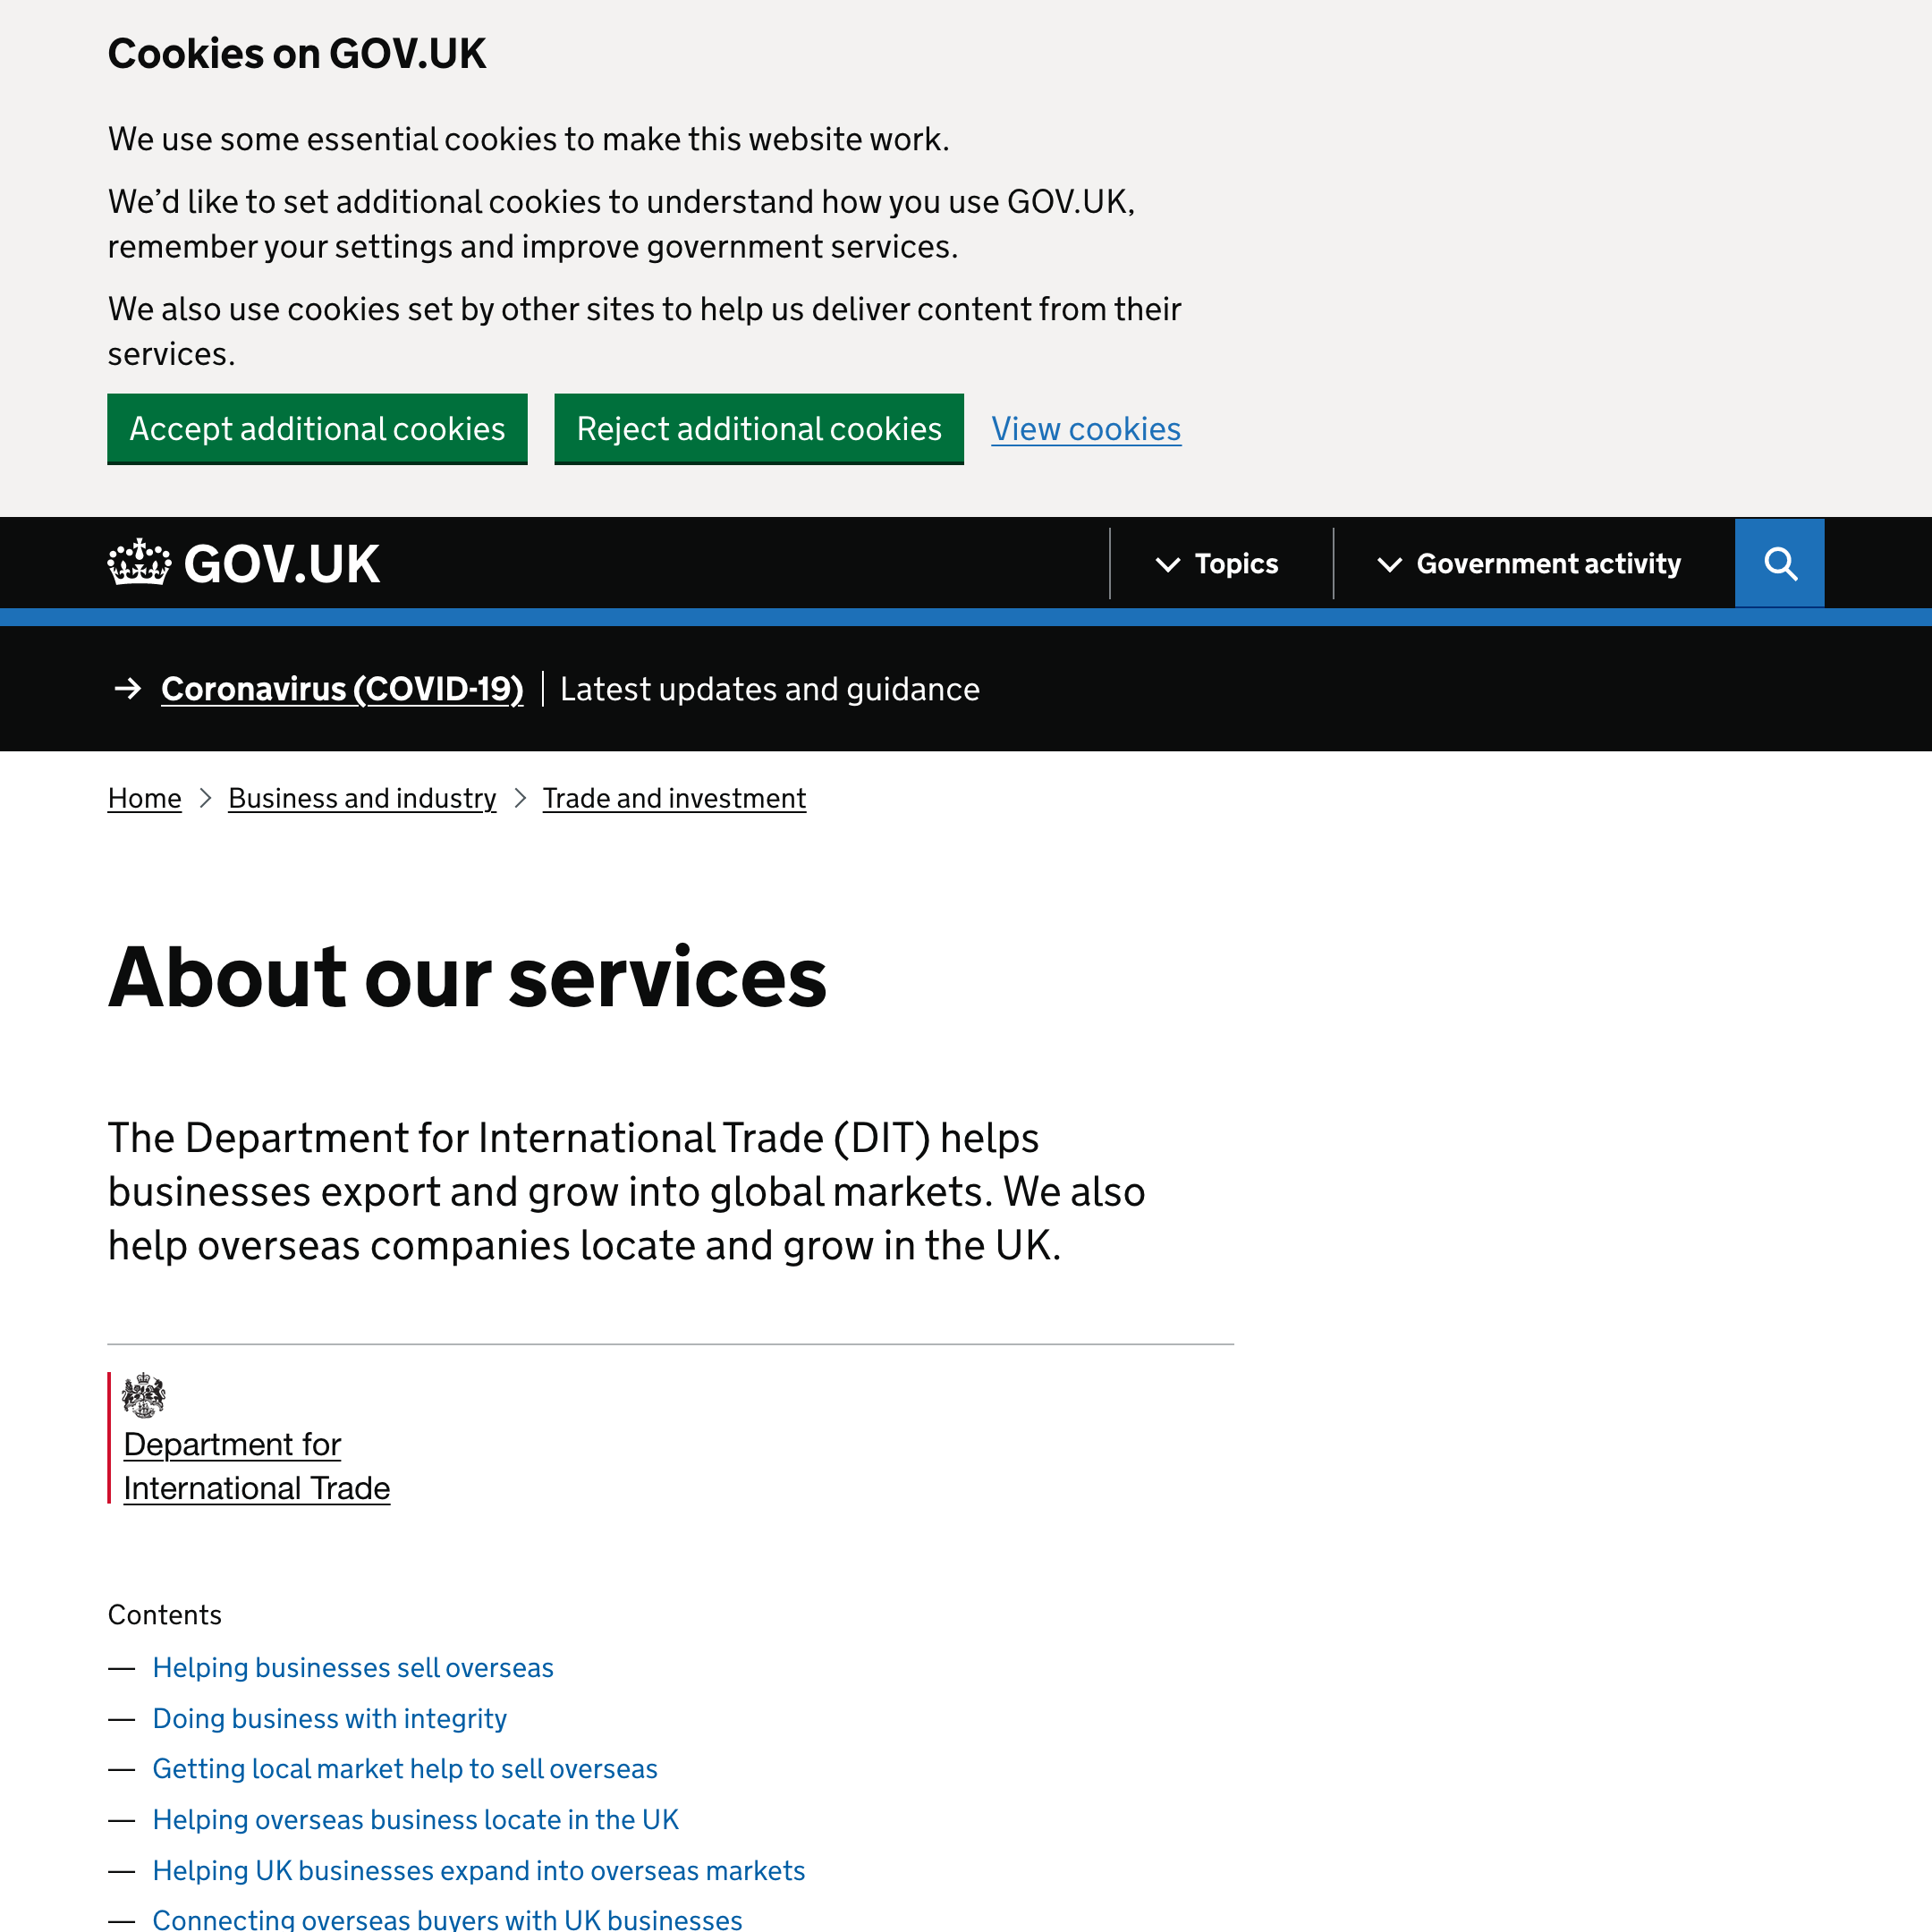 Cookies on GOV.UK
We use some essential cookies to make this website work.
We’d like to set additional cookies to understand how you use GOV.UK,
remember your settings and improve government services.
We also use cookies set by other sites to help us deliver content from their
services.
Accept additional cookies Reject additional cookies View cookies
GOV.UK Topics Government activity
Coronavirus (COVID-19) Latest updates and guidance
Home Business and industry Trade and investment
About our services
The Department for International Trade (DIT) helps
businesses export and grow into global markets. We also
help overseas companies locate and grow in the UK.
Department for
International Trade
Contents
— Helping businesses sell overseas
— Doing business with integrity
— Getting local market help to sell overseas
— Helping overseas business locate in the UK
— Helping UK businesses expand into overseas markets
— Connecting overseas buyers with UK businesses